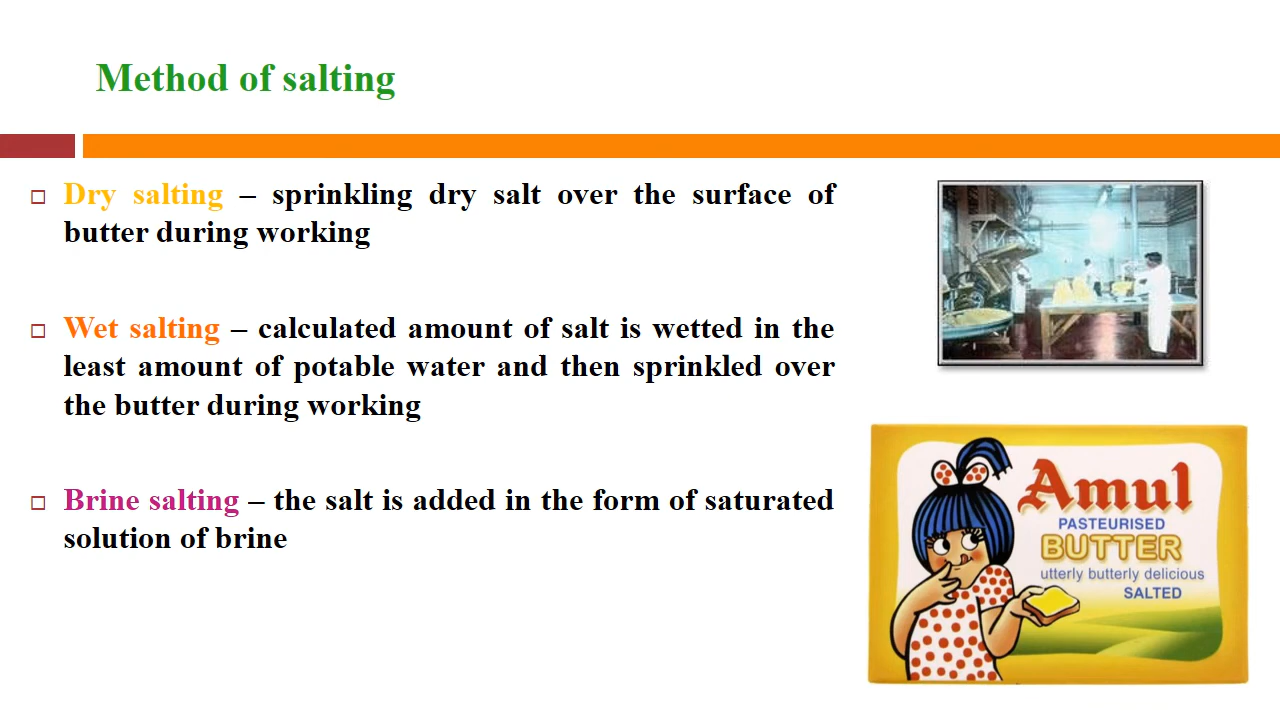 Method of salting
Dry salting – sprinkling dry salt over the surface of
butter during working
Wet salting – calculated amount of salt is wetted in the
least amount of potable water and then sprinkled over
the butter during working
Brine salting – the salt is added in the form of saturated
solution of brine
Amul
PASTEURISED
BUTTER
utterly butterly delicious
SALTED